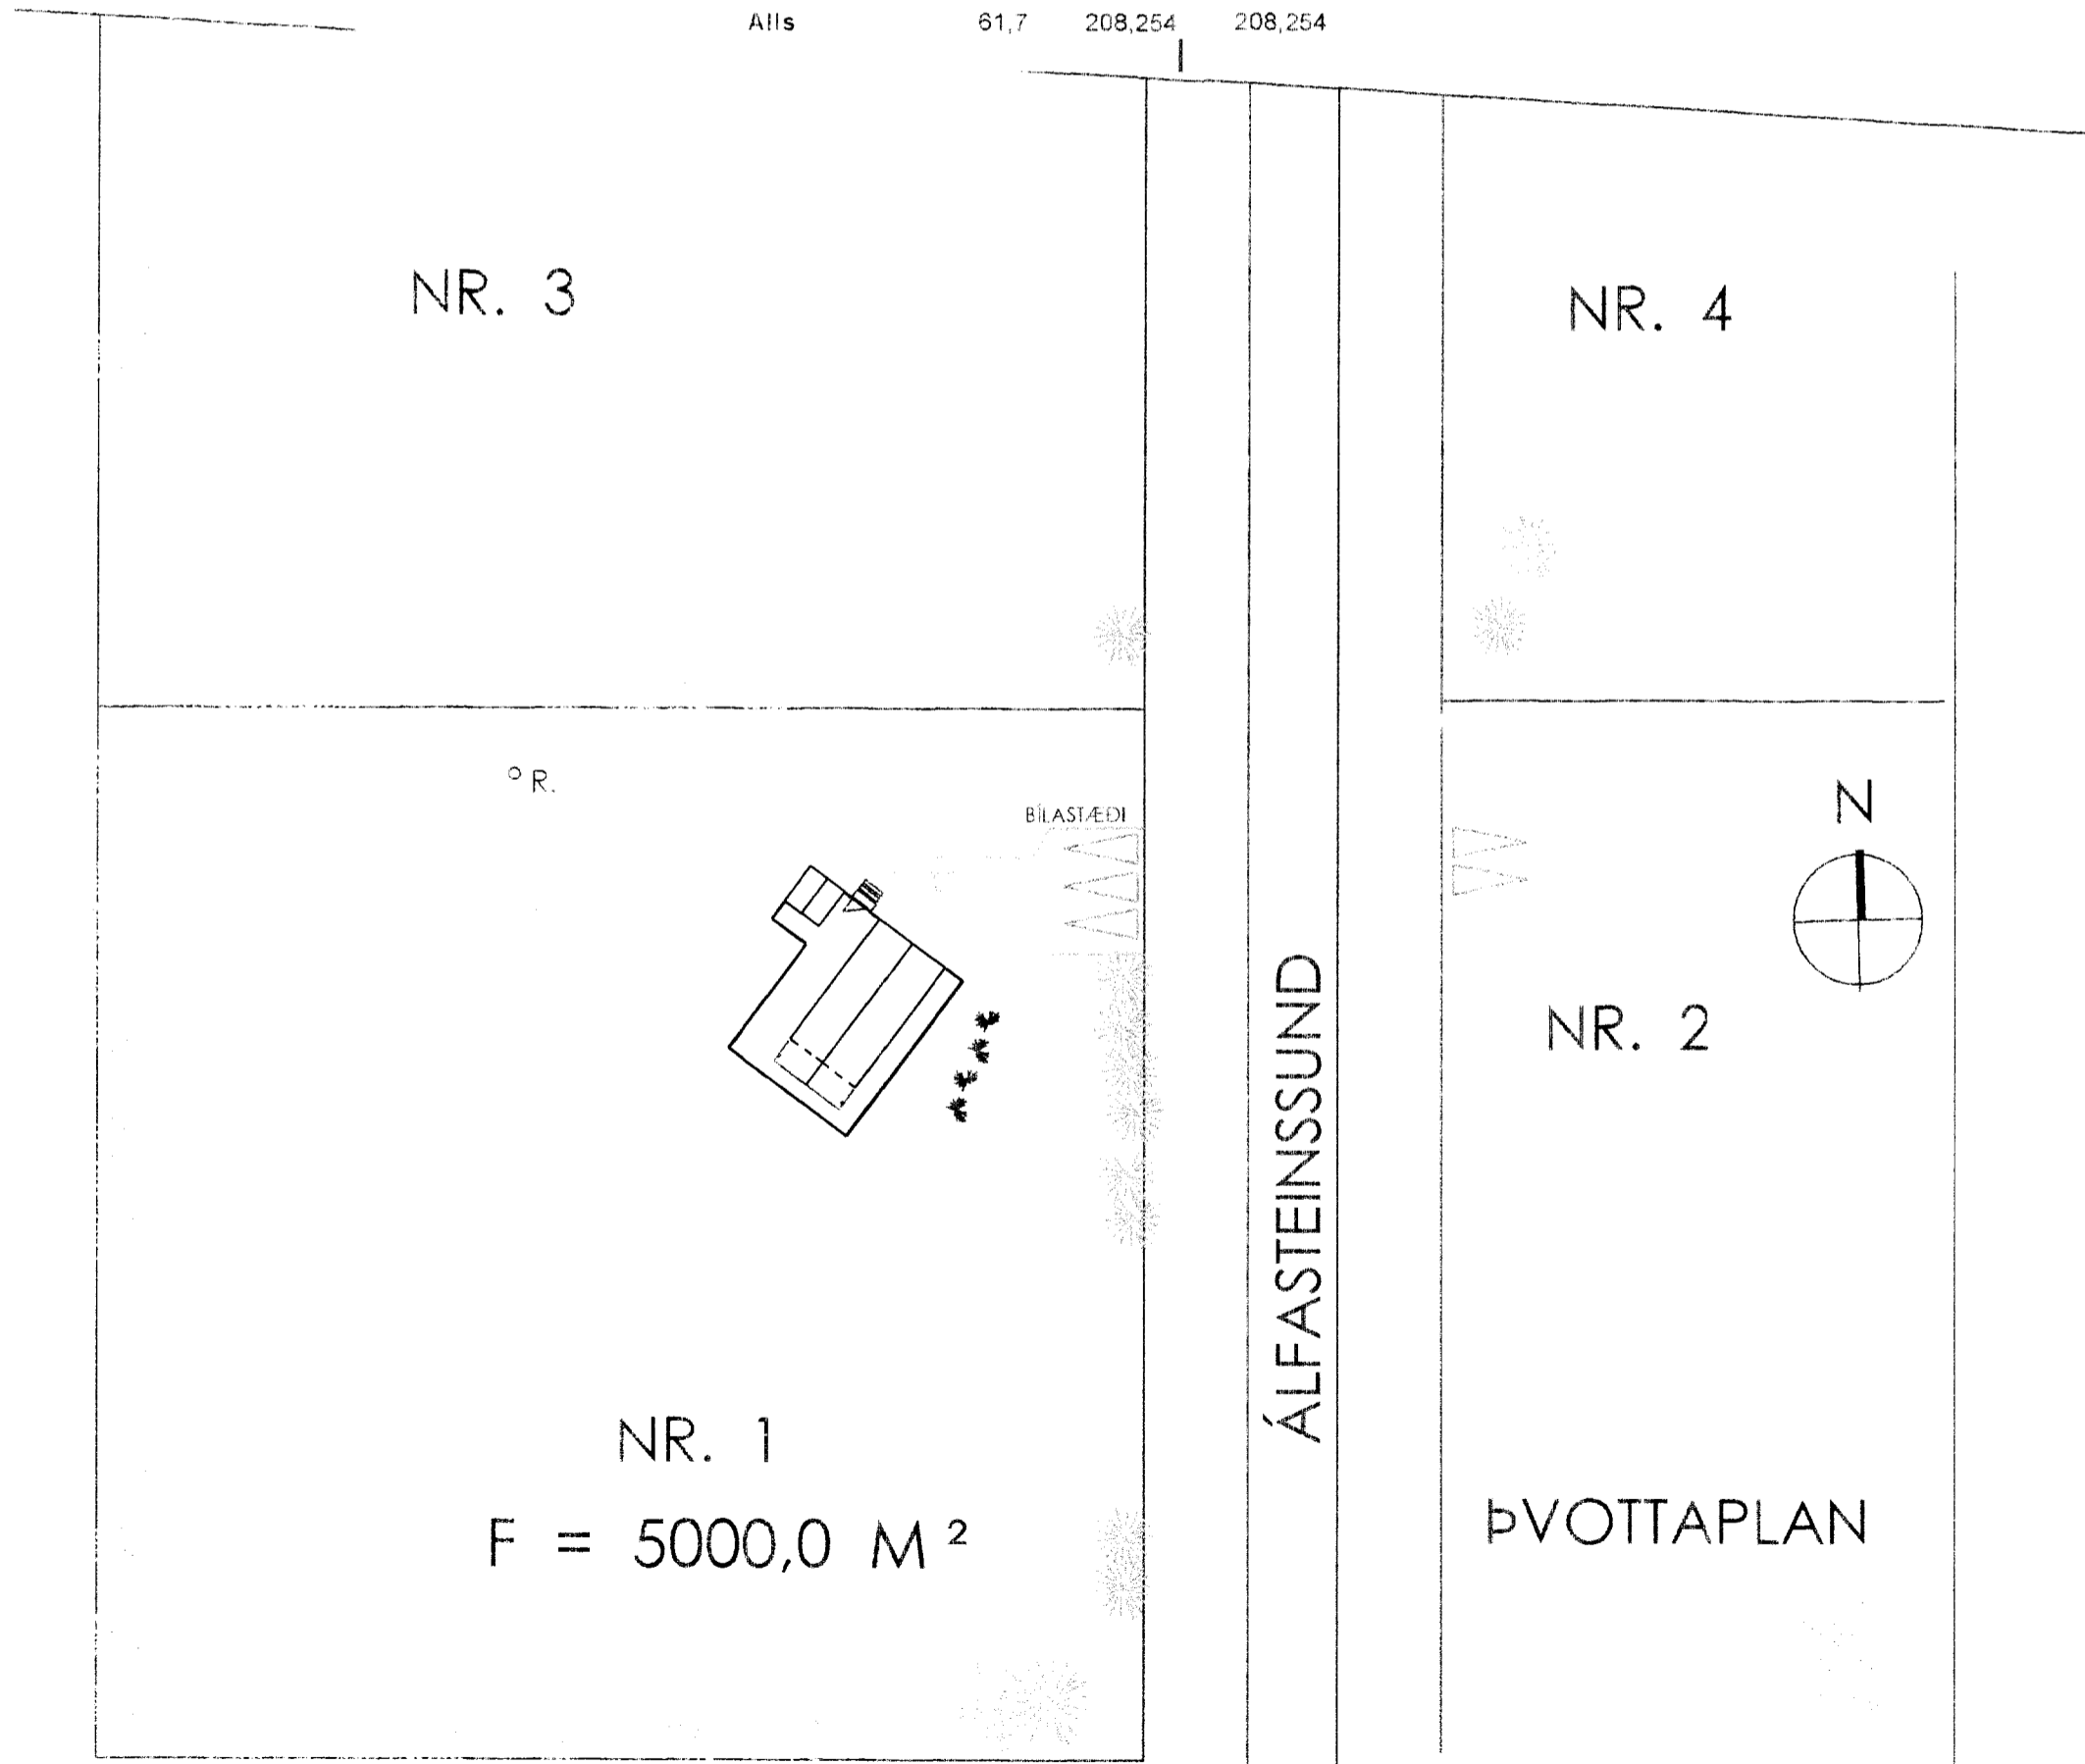 Alls 61,7 208,254 208,254
NR. 3
NR. 4
R.
BÍLASTÆÐI
N
NR. 2
ÁLFASTEINSSUND
NR. 1
F = 5000,0 M²
ÞVOTTAPLAN